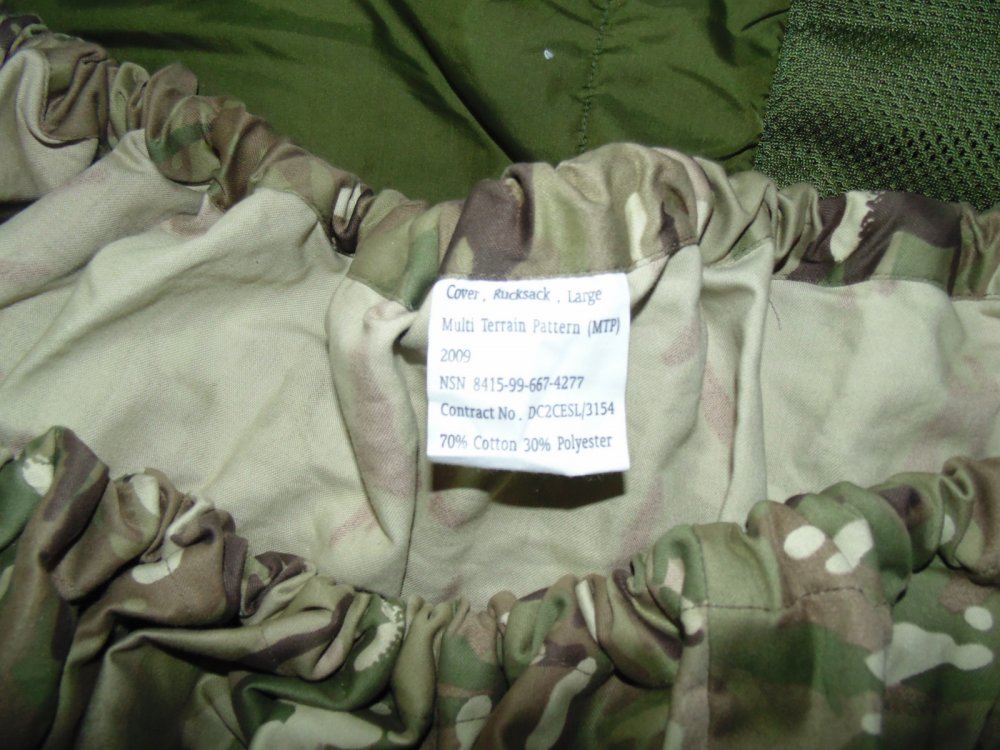 Cover, Rucksack, Large
Multi Terrain Pattern (MTP)
2009
NSN 8415-99-667-4277
Contract No. DC2CESL/3154
70% Cotton 30% Polyester